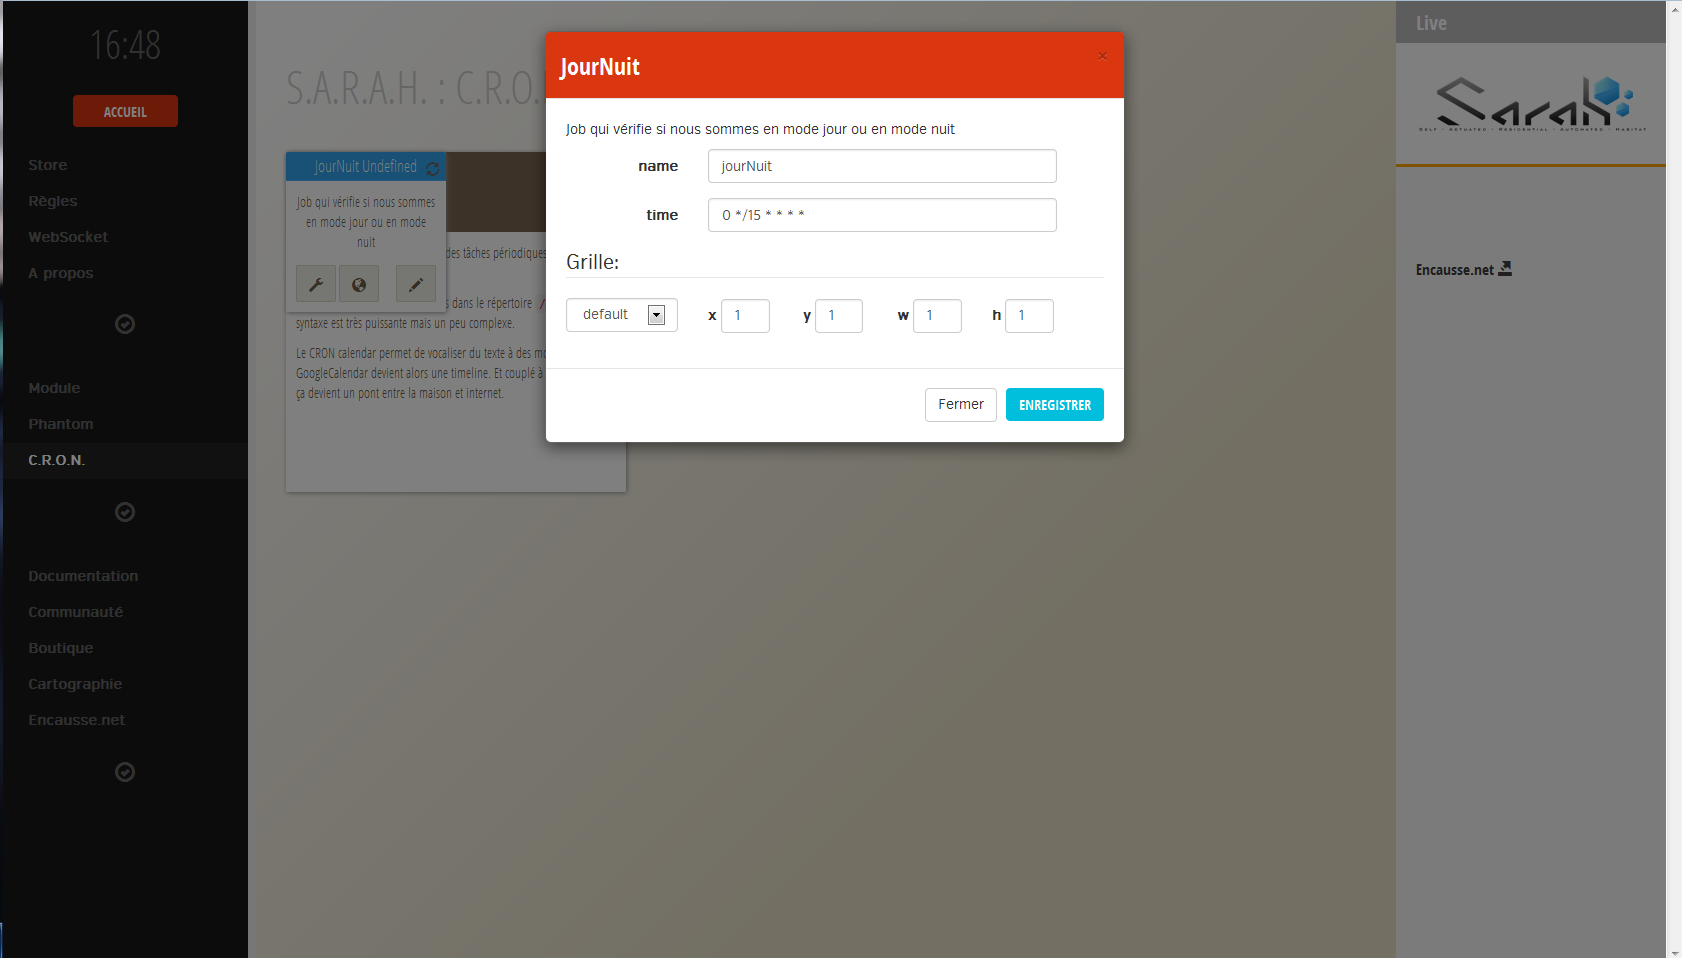 16:48
ACCUEIL
Store
Règles
WebSocket
A propos
Module
Phantom
C.R.O.N.
Documentation
Communauté
Boutique
Cartographie
Encausse.net
S.A.R.A.H. : C.R.O.
JourNuit Undefined
Job qui vérifie si nous sommes
en mode jour ou en mode
nuit
des tâches périodiques
dans le répertoire /
syntaxe est très puissante mais un peu complexe.
Le CRON calendar permet de vocaliser du texte à des
GoogleCalendar devient alors une timeline. Et couplé à
ça devient un pont entre la maison et internet.
JourNuit
×
Job qui vérifie si nous sommes en mode jour ou en mode nuit
name jourNuit
time 0 */15 * * * *
Grille:
default x 1 y 1 w 1 h 1
Fermer ENREGISTRER
Live
Sarah
SELF - ACTUATED - RESIDENTIAL - AUTOMATED - HABITAT
Encausse.net